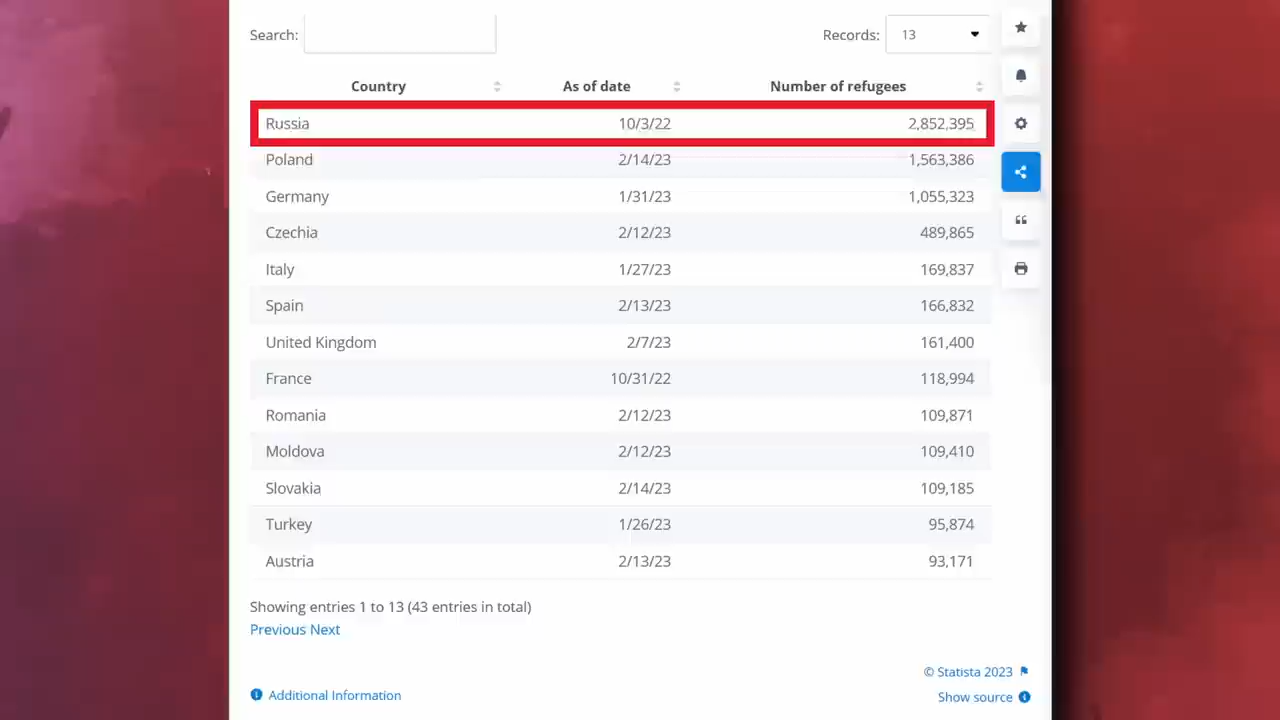 Search:
Records: 13
Country As of date Number of refugees
Russia 10/3/22 2,852,395
Poland 2/14/23 1,563,386
Germany 1/31/23 1,055,323
Czechia 2/12/23 489,865
Italy 1/27/23 169,837
Spain 2/13/23 166,832
United Kingdom 2/7/23 161,400
France 10/31/22 118,994
Romania 2/12/23 109,871
Moldova 2/12/23 109,410
Slovakia 2/14/23 109,185
Turkey 1/26/23 95,874
Austria 2/13/23 93,171
Showing entries 1 to 13 (43 entries in total)
Previous Next
© Statista 2023
Additional Information
Show source